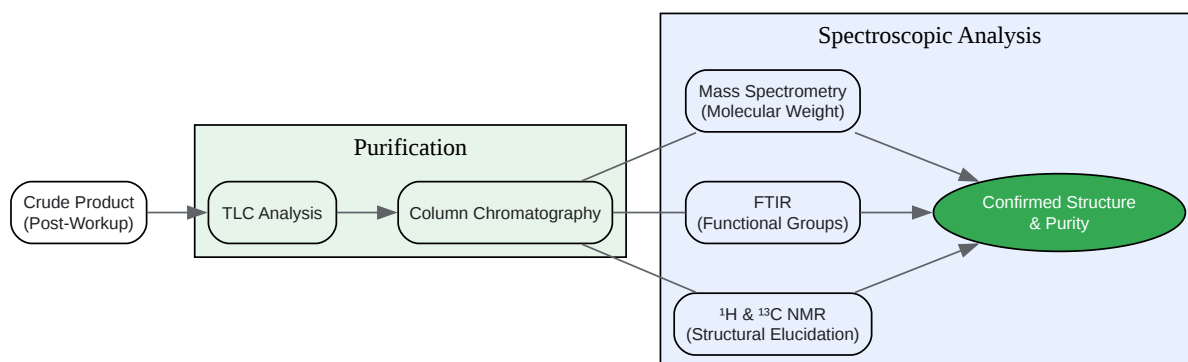 Spectroscopic Analysis
Mass Spectrometry
(Molecular Weight)
Purification
Crude Product
(Post-Workup)
TLC Analysis
Column Chromatography
FTIR
(Functional Groups)
Confirmed Structure
& Purity
¹H & ¹³C NMR
(Structural Elucidation)